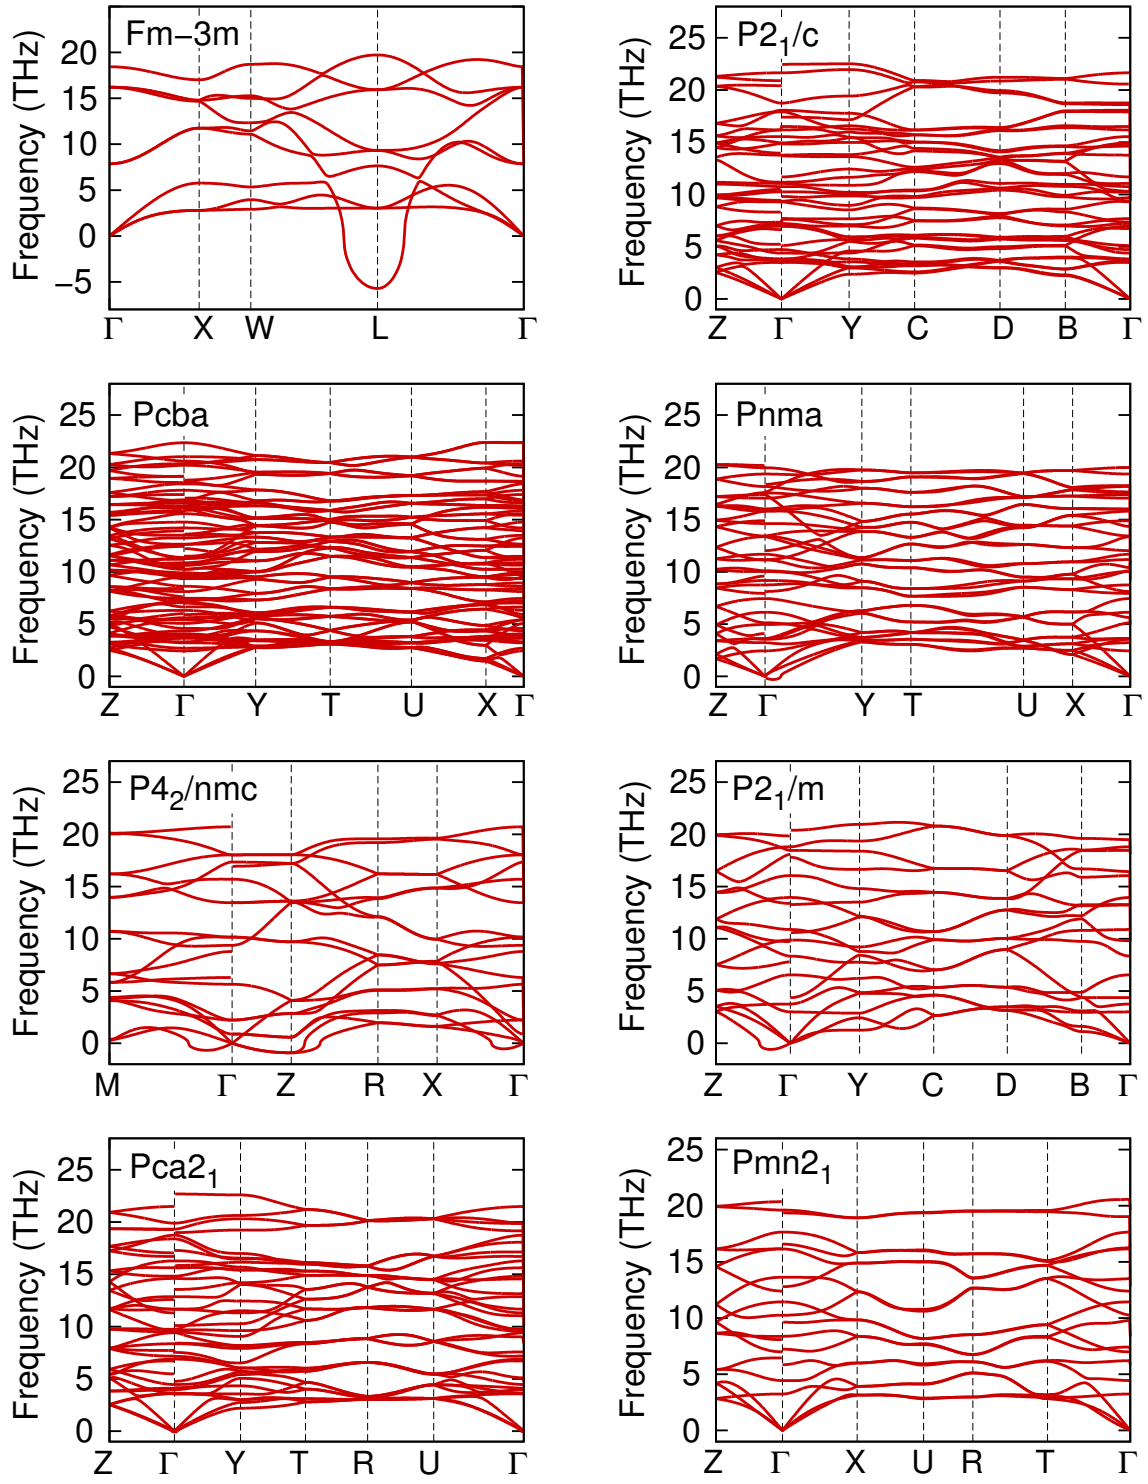 Fm−3m
Frequency (THz)
20
15
10
5
0
−5
Γ X W L Γ
P2₁/c
Frequency (THz)
25
20
15
10
5
0
Z Γ Y C D B Γ
Pcba
Frequency (THz)
25
20
15
10
5
0
Z Γ Y T U X Γ
Pnma
Frequency (THz)
25
20
15
10
5
0
Z Γ Y T U X Γ
P4₂/nmc
Frequency (THz)
25
20
15
10
5
0
M Γ Z R X Γ
P2₁/m
Frequency (THz)
25
20
15
10
5
0
Z Γ Y C D B Γ
Pca2₁
Frequency (THz)
25
20
15
10
5
0
Z Γ Y T R U Γ
Pmn2₁
Frequency (THz)
25
20
15
10
5
0
Z Γ X U R T Γ